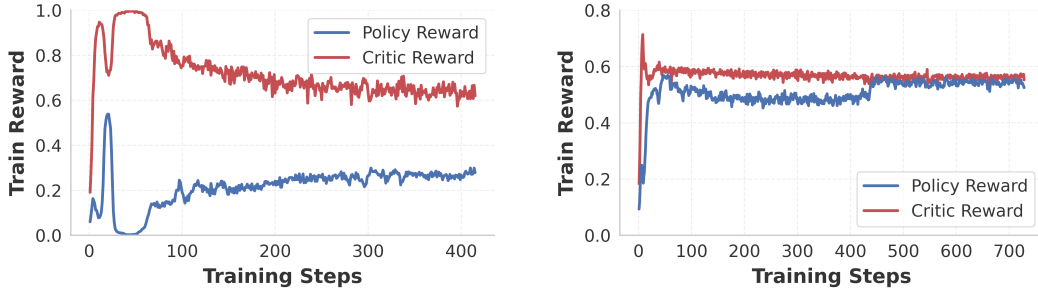 1.0
0.8
0.6
0.4
0.2
0.0
Train Reward
Policy Reward
Critic Reward
0 100 200 300 400
Training Steps
0.8
0.6
0.4
0.2
0.0
Train Reward
Policy Reward
Critic Reward
0 100 200 300 400 500 600 700
Training Steps